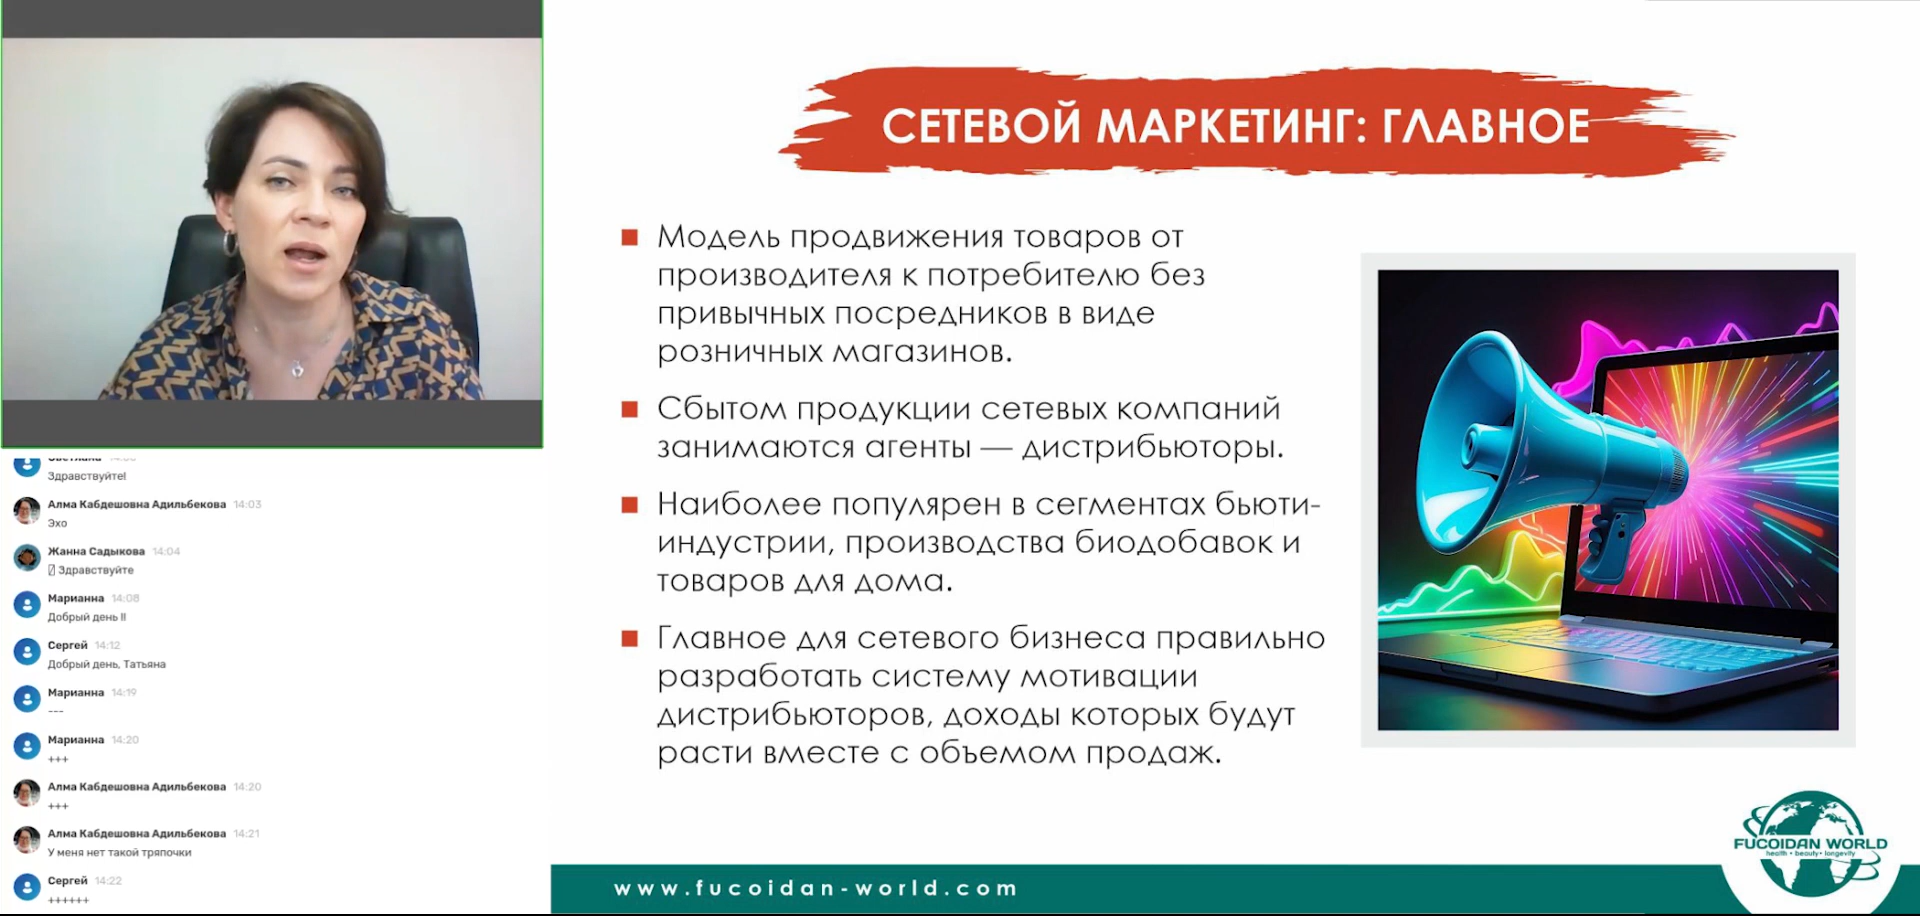 СЕТЕВОЙ МАРКЕТИНГ: ГЛАВНОЕ
Модель продвижения товаров от
производителя к потребителю без
привычных посредников в виде
розничных магазинов.
Сбытом продукции сетевых компаний
занимаются агенты — дистрибьюторы.
Наиболее популярен в сегментах бьюти-
индустрии, производства биодобавок и
товаров для дома.
Главное для сетевого бизнеса правильно
разработать систему мотивации
дистрибьюторов, доходы которых будут
расти вместе с объемом продаж.
FUCOIDAN WORLD
health • beauty • longevity
www.fucoidan-world.com
Здравствуйте!
Алма Кабдешовна Адильбекова 14:03
Эхо
Жанна Садыкова 14:04
Здравствуйте
Марианна 14:08
Добрый день !!
Сергей 14:12
Добрый день, Татьяна
Марианна 14:19
---
Марианна 14:20
+++
Алма Кабдешовна Адильбекова 14:20
+++
Алма Кабдешовна Адильбекова 14:21
У меня нет такой тряпочки
Сергей 14:22
++++++